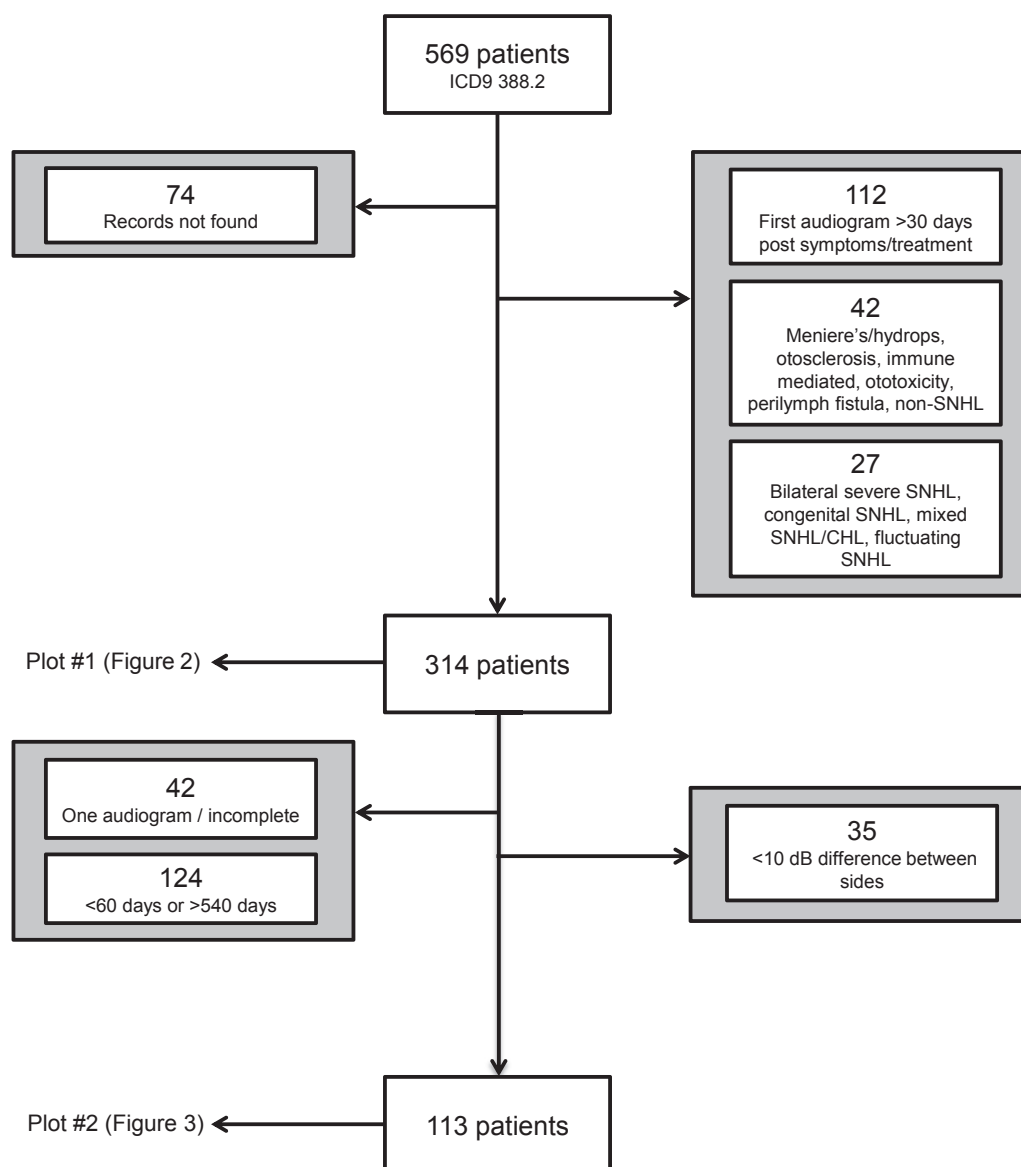 569 patients
ICD9 388.2
74
Records not found
112
First audiogram >30 days
post symptoms/treatment
42
Meniere's/hydrops,
otosclerosis, immune
mediated, ototoxicity,
perilymph fistula, non-SNHL
27
Bilateral severe SNHL,
congenital SNHL, mixed
SNHL/CHL, fluctuating
SNHL
Plot #1 (Figure 2)
314 patients
42
One audiogram / incomplete
124
<60 days or >540 days
35
<10 dB difference between
sides
Plot #2 (Figure 3)
113 patients